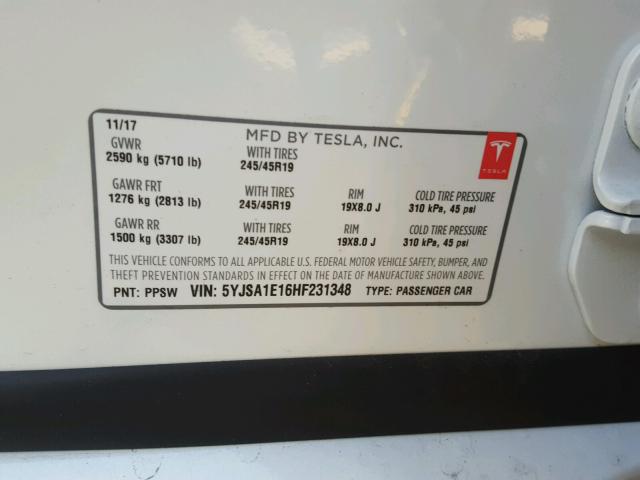 11/17
MFD BY TESLA, INC.
GVWR WITH TIRES
2590 kg (5710 lb) 245/45R19
TESLA
GAWR FRT WITH TIRES RIM COLD TIRE PRESSURE
1276 kg (2813 lb) 245/45R19 19X8.0 J 310 kPa, 45 psi
GAWR RR WITH TIRES RIM COLD TIRE PRESSURE
1500 kg (3307 lb) 245/45R19 19X8.0 J 310 kPa, 45 psi
THIS VEHICLE CONFORMS TO ALL APPLICABLE U.S. FEDERAL MOTOR VEHICLE SAFETY, BUMPER, AND
THEFT PREVENTION STANDARDS IN EFFECT ON THE DATE OF MANUFACTURE SHOWN ABOVE.
PNT: PPSW VIN: 5YJSA1E16HF231348 TYPE: PASSENGER CAR